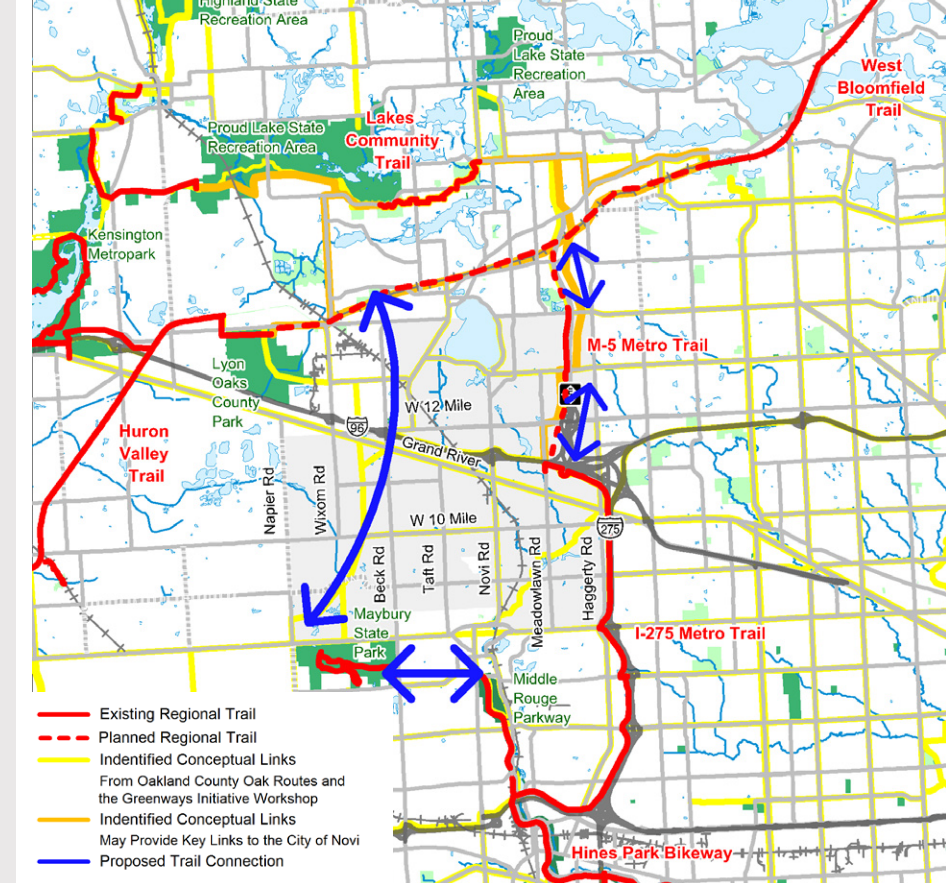 Highland State
Recreation Area
Proud
Lake State
Recreation
Area
West
Bloomfield
Trail
Lakes
Community
Trail
Proud Lake State
Recreation Area
Kensington
Metropark
M-5 Metro Trail
Lyon
Oaks
County
Park
W 12 Mile
96
Grand River
Huron
Valley
Trail
Napier Rd
Wixom Rd
W 10 Mile
275
Beck Rd
Taft Rd
Novi Rd
Meadowlawn Rd
Haggerty Rd
Maybury
State
Park
I-275 Metro Trail
Middle
Rouge
Parkway
Existing Regional Trail
Planned Regional Trail
Indentified Conceptual Links
From Oakland County Oak Routes and
the Greenways Initiative Workshop
Indentified Conceptual Links
May Provide Key Links to the City of Novi
Proposed Trail Connection
Hines Park Bikeway